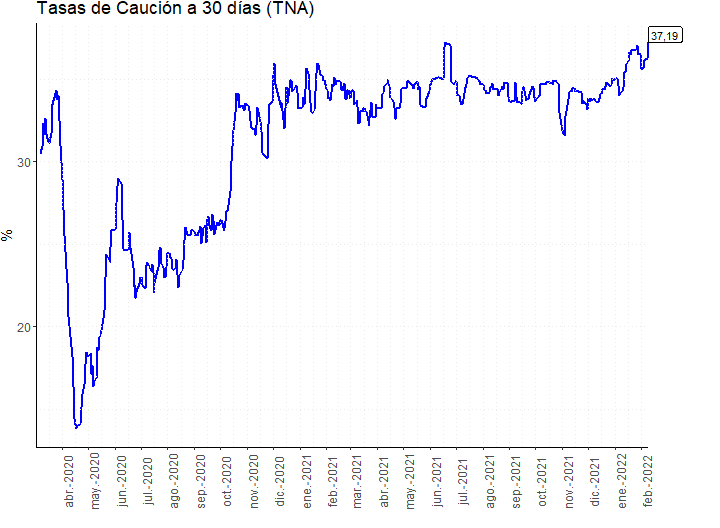 Tasas de Caución a 30 días (TNA)
37,19
30
20
%
abr.-2020
may.-2020
jun.-2020
jul.-2020
ago.-2020
sep.-2020
oct.-2020
nov.-2020
dic.-2020
ene.-2021
feb.-2021
mar.-2021
abr.-2021
may.-2021
jun.-2021
jul.-2021
ago.-2021
sep.-2021
oct.-2021
nov.-2021
dic.-2021
ene.-2022
feb.-2022